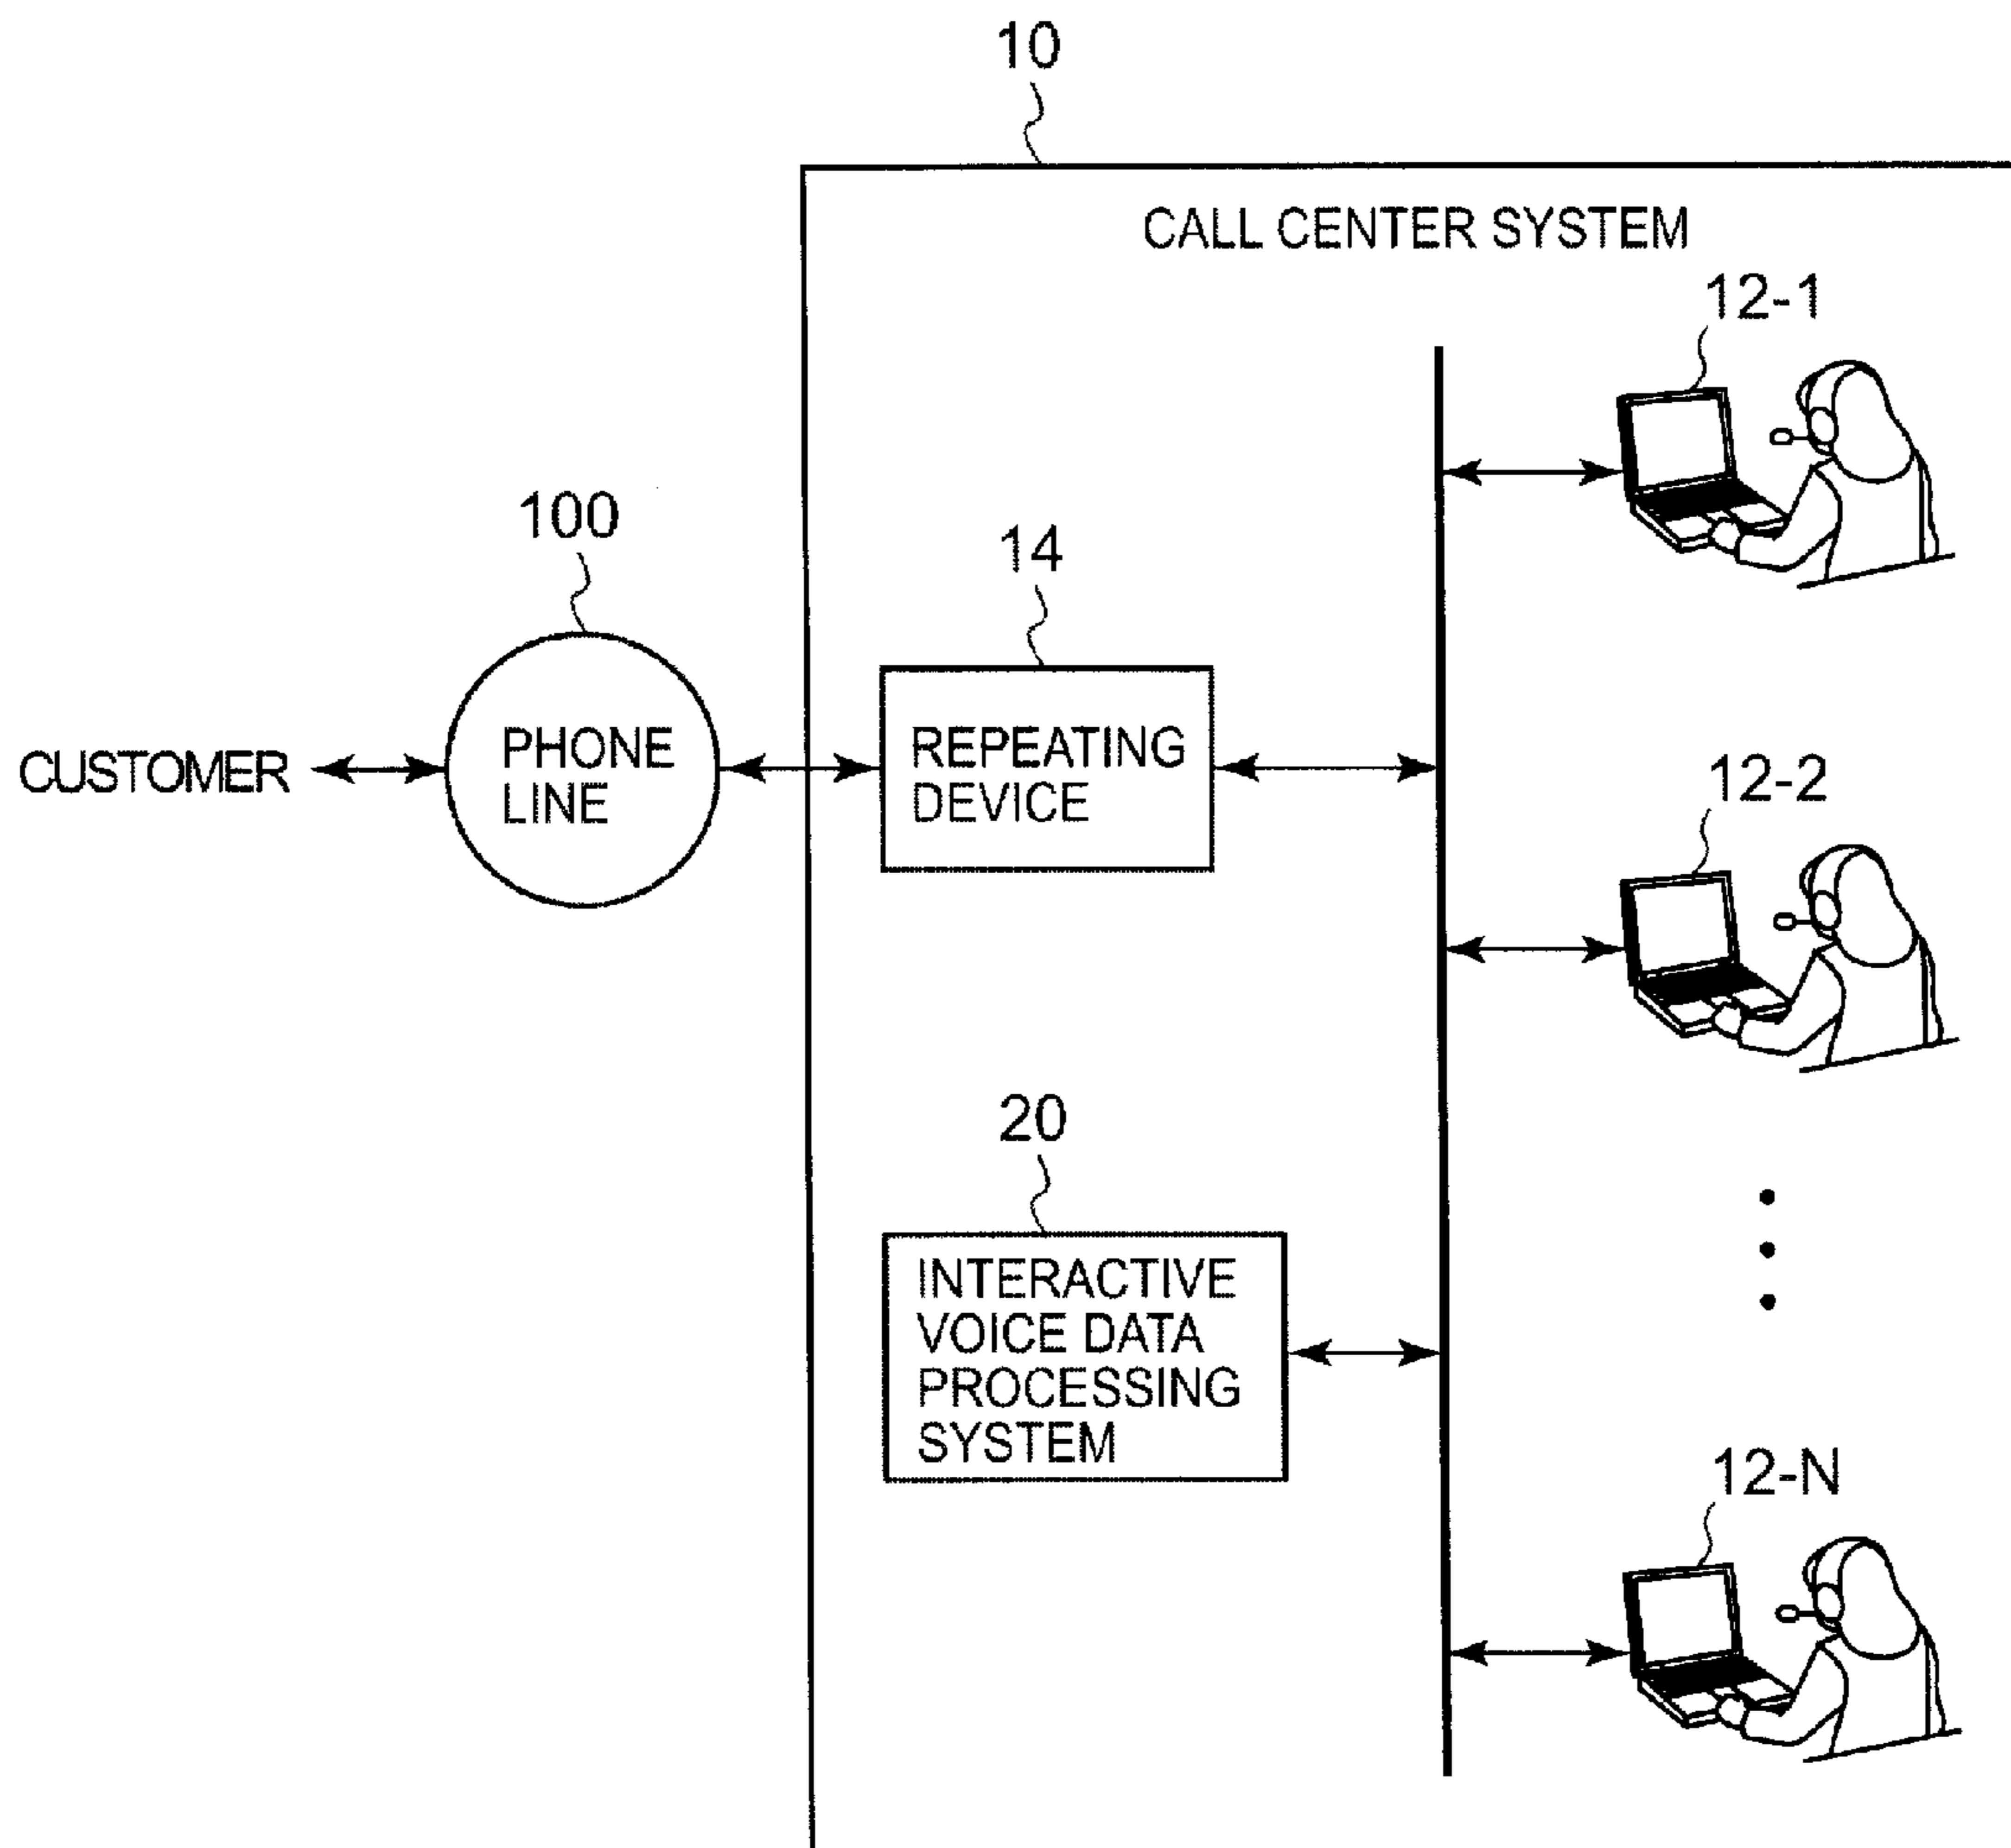 10
CALL CENTER SYSTEM
12-1
100
14
CUSTOMER
PHONE
LINE
REPEATING
DEVICE
12-2
20
INTERACTIVE
VOICE DATA
PROCESSING
SYSTEM
12-N